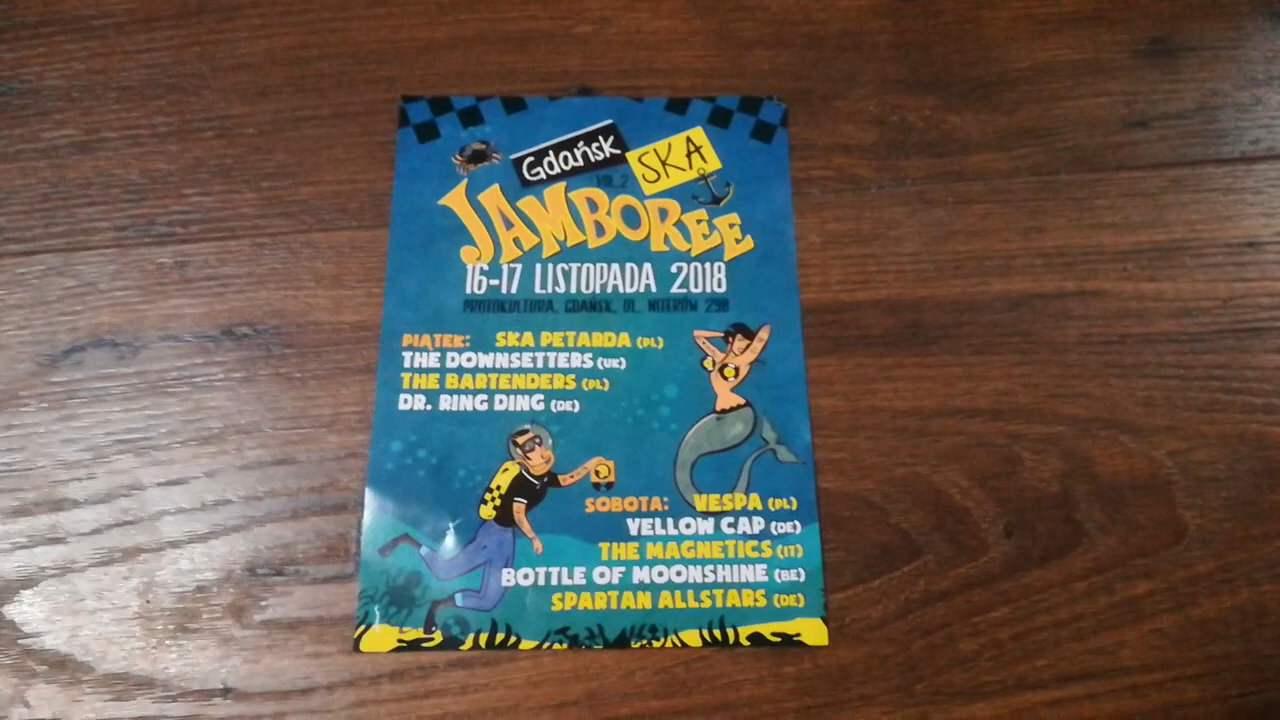 Gdańsk SKA
VOL.2
JAMBOREE
16-17 LISTOPADA 2018
PROTOKULTURA, GDAŃSK, UL. NITERÓW
PIĄTEK: SKA PETARDA (PL)
THE DOWNSETTERS (UK)
THE BARTENDERS (PL)
DR. RING DING (DE)
SOBOTA: VESPA (PL)
YELLOW CAP (DE)
THE MAGNETICS (IT)
BOTTLE OF MOONSHINE (BE)
SPARTAN ALLSTARS (DE)